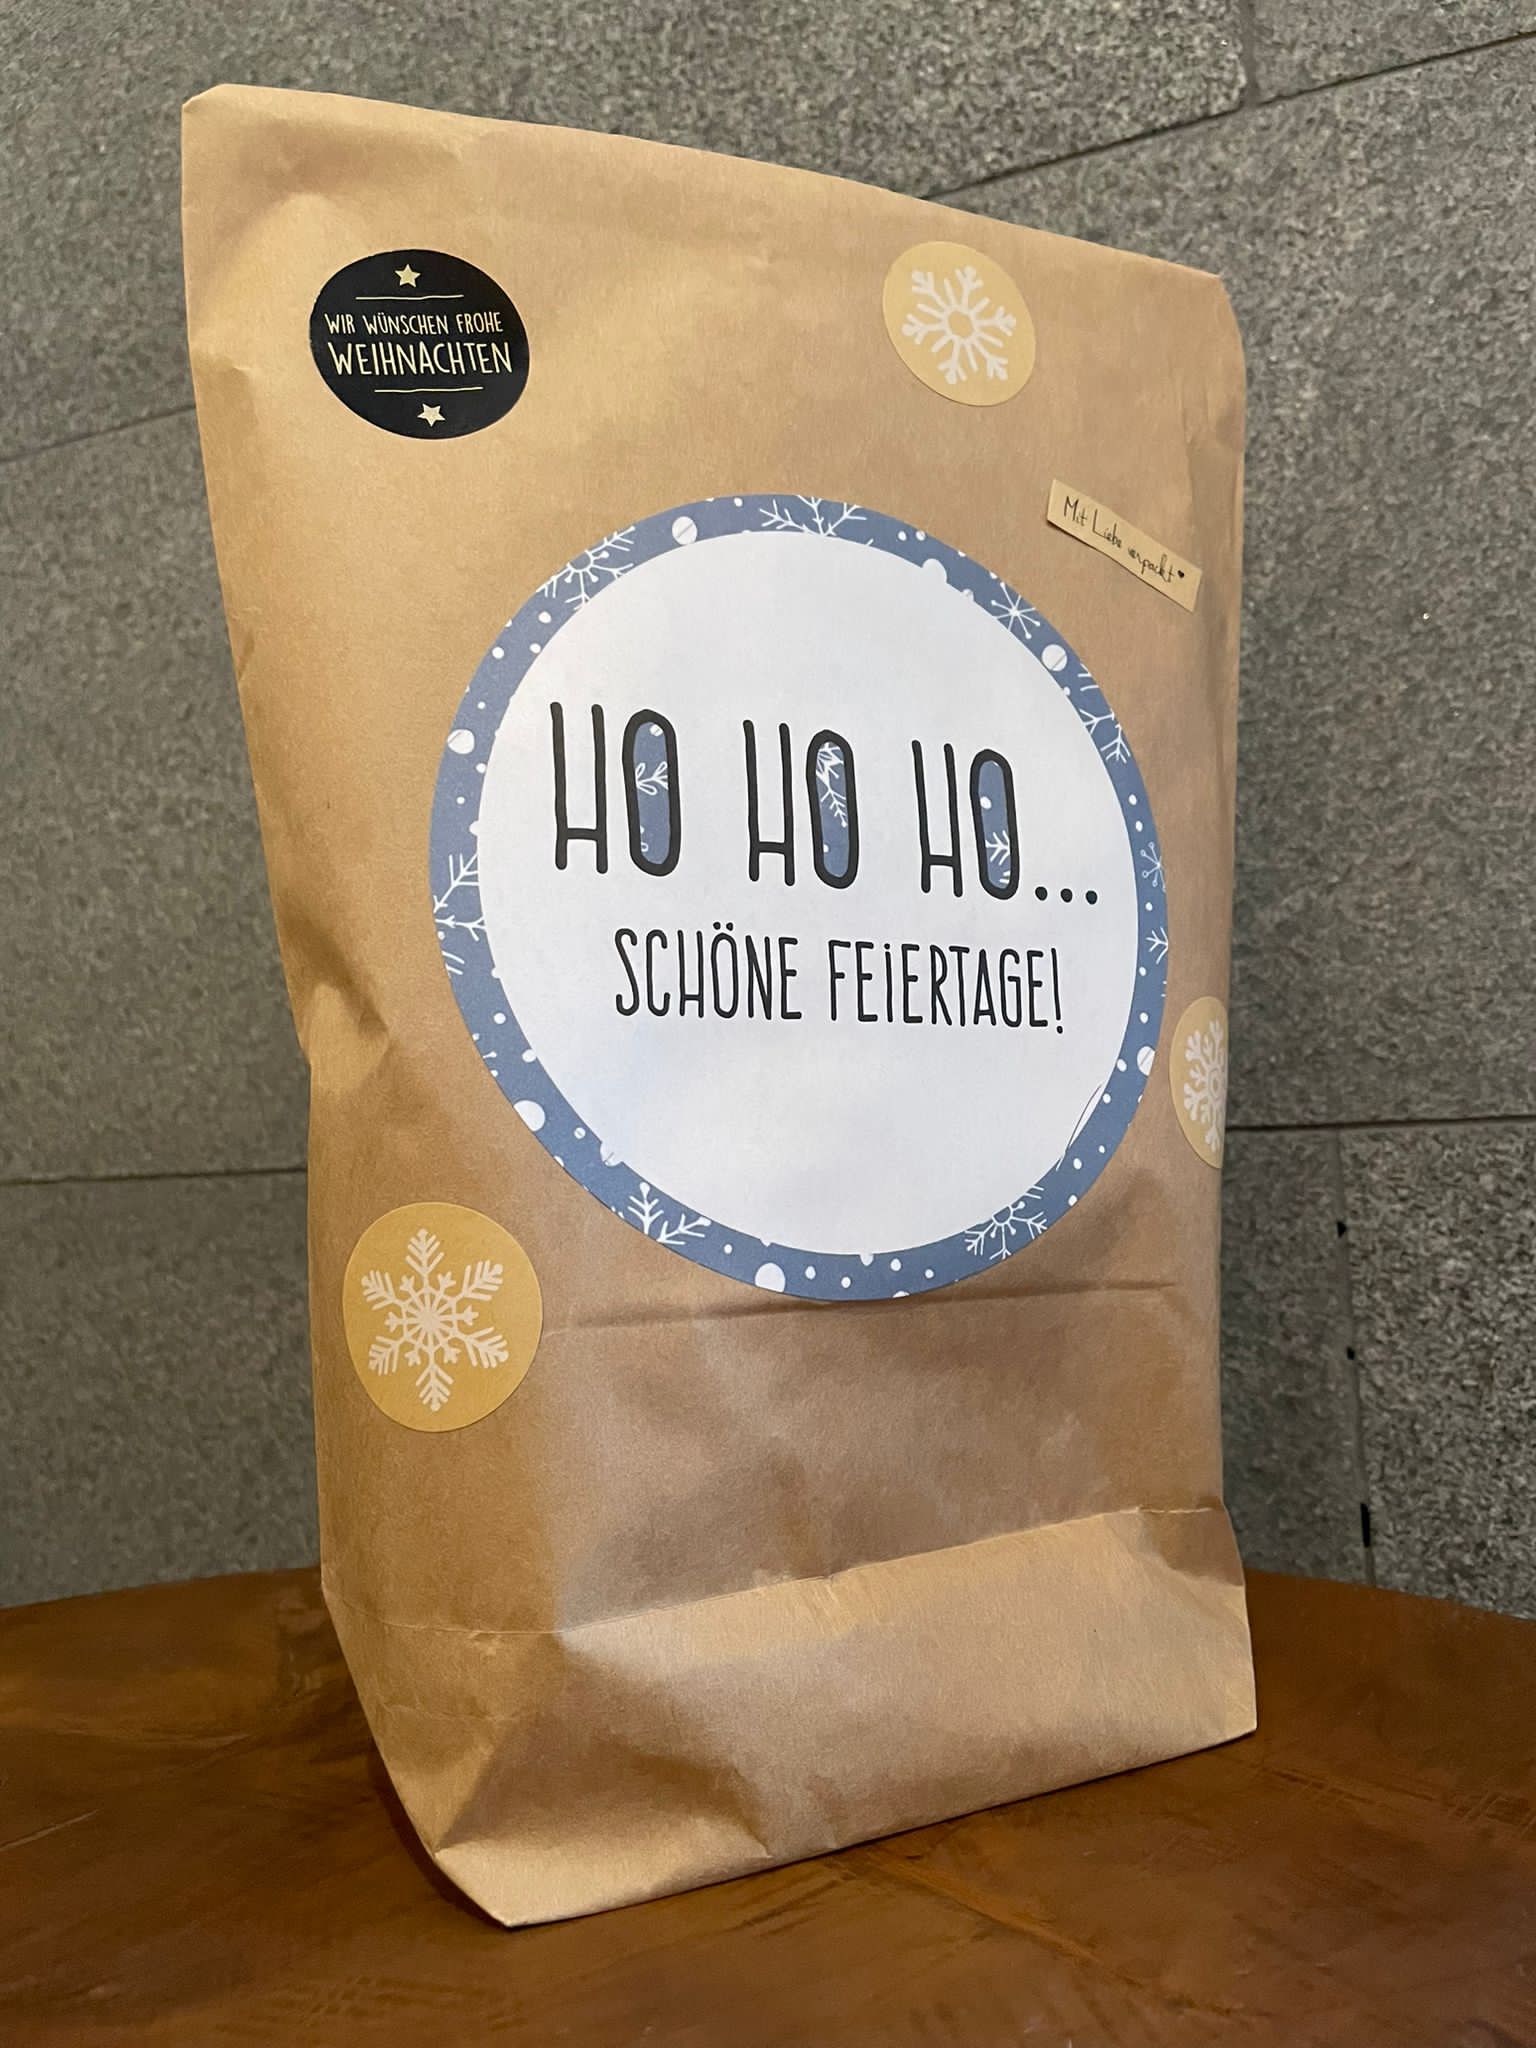 WIR WÜNSCHEN FROHE
WEIHNACHTEN
Mit Liebe verpackt ♥
HO HO HO...
SCHÖNE FEIERTAGE!